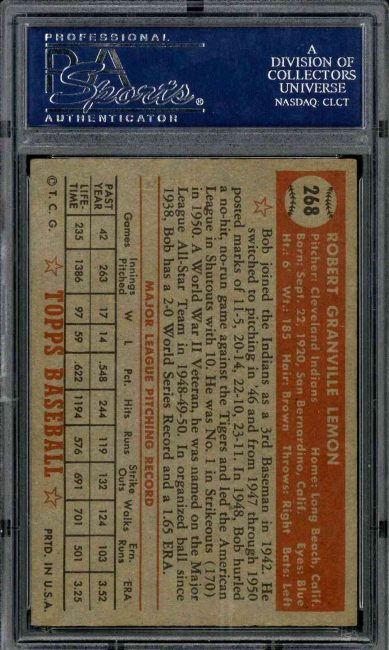 PROFESSIONAL
PSA
Sports®
AUTHENTICATOR
A
DIVISION OF
COLLECTORS
UNIVERSE
NASDAQ: CLCT
268
ROBERT GRANVILLE LEMON
Pitcher: Cleveland Indians Home: Long Beach, Calif.
Born: Sept. 22, 1920 San Bernardino, Calif. Eyes: Blue
Ht.: 6' Wt.: 185 Hair: Brown Throws: Right Bats: Left
Bob joined the Indians as a 3rd Baseman in 1942. He
switched to pitching in '46 and from 1947 through 1950
posted marks of 11-5, 20-14, 22-10, 23-11. In 1948, Bob hurled
a no-hit, no-run game against the Tigers and led the American
League in Shutouts with 10. He was No. 1 in Strikeouts (170)
in 1950. A World War II Veteran, he was named on the Major
League All-Star Team in 1948-49-50. In organized ball since
1938, Bob has a 2-0 World Series Record and a 1.65 ERA.
MAJOR LEAGUE PITCHING RECORD
Games Innings Pitched W L Pct. Hits Runs Strike Outs Walks Ern. Runs ERA
PAST YEAR 42 263 17 14 .548 244 119 132 124 103 3.52
LIFE-TIME 235 1386 97 59 .622 1194 576 691 701 501 3.25
© T.C.G. TOPPS BASEBALL PRTD. IN U.S.A.